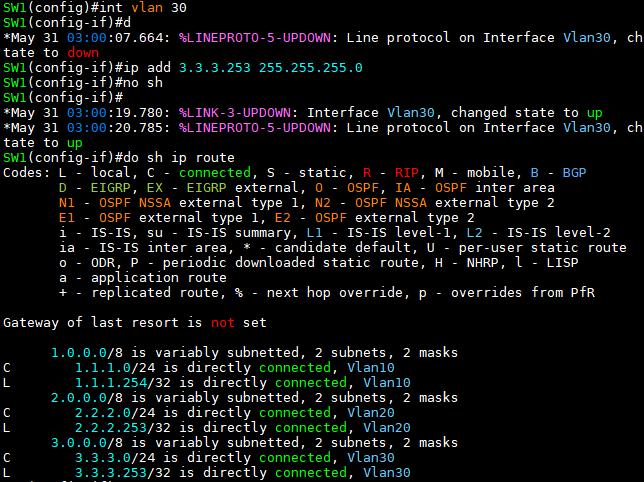 SW1(config)#int vlan 30
SW1(config-if)#d
*May 31 03:00:07.664: %LINEPROTO-5-UPDOWN: Line protocol on Interface Vlan30, ch
tate to down
SW1(config-if)#ip add 3.3.3.253 255.255.255.0
SW1(config-if)#no sh
SW1(config-if)#
*May 31 03:00:19.780: %LINK-3-UPDOWN: Interface Vlan30, changed state to up
*May 31 03:00:20.785: %LINEPROTO-5-UPDOWN: Line protocol on Interface Vlan30, ch
tate to up
SW1(config-if)#do sh ip route
Codes: L - local, C - connected, S - static, R - RIP, M - mobile, B - BGP
D - EIGRP, EX - EIGRP external, O - OSPF, IA - OSPF inter area
N1 - OSPF NSSA external type 1, N2 - OSPF NSSA external type 2
E1 - OSPF external type 1, E2 - OSPF external type 2
i - IS-IS, su - IS-IS summary, L1 - IS-IS level-1, L2 - IS-IS level-2
ia - IS-IS inter area, * - candidate default, U - per-user static route
o - ODR, P - periodic downloaded static route, H - NHRP, l - LISP
a - application route
+ - replicated route, % - next hop override, p - overrides from PfR
Gateway of last resort is not set
1.0.0.0/8 is variably subnetted, 2 subnets, 2 masks
C 1.1.1.0/24 is directly connected, Vlan10
L 1.1.1.254/32 is directly connected, Vlan10
2.0.0.0/8 is variably subnetted, 2 subnets, 2 masks
C 2.2.2.0/24 is directly connected, Vlan20
L 2.2.2.253/32 is directly connected, Vlan20
3.0.0.0/8 is variably subnetted, 2 subnets, 2 masks
C 3.3.3.0/24 is directly connected, Vlan30
L 3.3.3.253/32 is directly connected, Vlan30